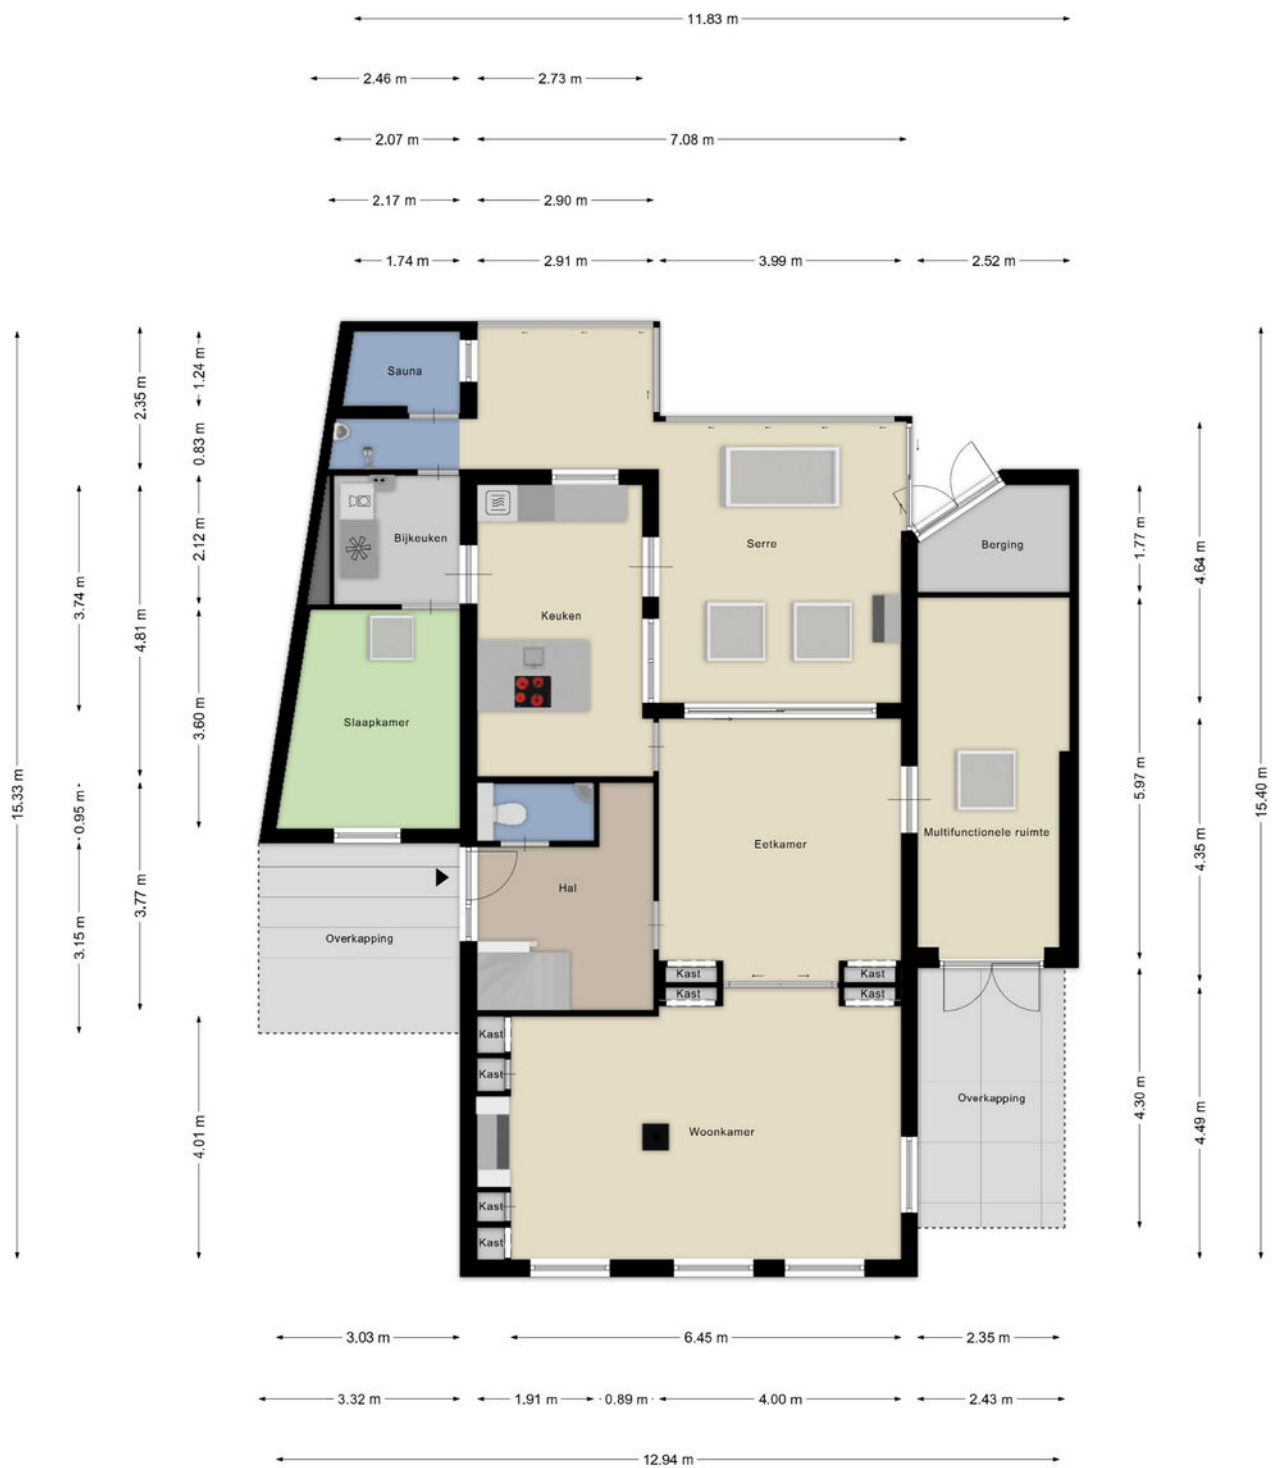 11.83 m
2.46 m
2.73 m
2.07 m
7.08 m
2.17 m
2.90 m
1.74 m
2.91 m
3.99 m
2.52 m
15.33 m
3.74 m
0.95 m
3.15 m
2.35 m
4.81 m
3.77 m
1.24 m
0.83 m
2.12 m
3.60 m
4.01 m
Sauna
Bijkeuken
Keuken
Serre
Berging
Slaapkamer
Multifunctionele ruimte
Eetkamer
Hal
Overkapping
Kast
Kast
Kast
Kast
Kast
Kast
Woonkamer
Overkapping
Kast
Kast
1.77 m
5.97 m
4.30 m
4.64 m
4.35 m
4.49 m
15.40 m
3.03 m
6.45 m
2.35 m
3.32 m
1.91 m
0.89 m
4.00 m
2.43 m
12.94 m